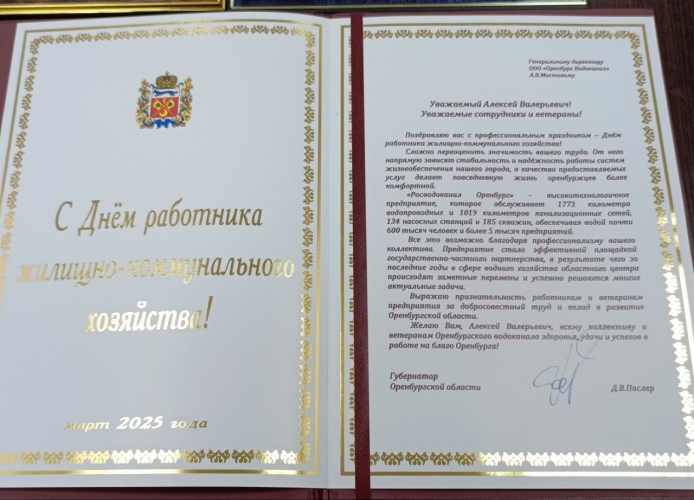 С Днём работника
жилищно-коммунального
хозяйства!
март 2025 года
Генеральному директору
ООО «Оренбург Водоканал»
А.В.Мостовому
Уважаемый Алексей Валерьевич!
Уважаемые сотрудники и ветераны!
Поздравляю вас с профессиональным праздником – Днём
работника жилищно-коммунального хозяйства!
Сложно переоценить значимость вашего труда. От него
напрямую зависят стабильность и надёжность работы систем
жизнеобеспечения нашего города, а качество предоставляемых
услуг делает повседневную жизнь оренбуржцев более
комфортной.
«Росводоканал Оренбург» – высокотехнологичное
предприятие, которое обслуживает 1773 километра
водопроводных и 1019 километров канализационных сетей,
134 насосных станций и 185 скважин, обеспечивая водой почти
600 тысяч человек и более 5 тысяч предприятий.
Все это возможно благодаря профессионализму вашего
коллектива. Предприятие стало эффективной площадкой
государственно-частного партнерства, в результате чего за
последние годы в сфере водного хозяйства областного центра
происходят заметные перемены и успешно решаются многие
актуальные задачи.
Выражаю признательность работникам и ветеранам
предприятия за добросовестный труд и вклад в развитие
Оренбургской области.
Желаю Вам, Алексей Валерьевич, всему коллективу и
ветеранам Оренбургского водоканала здоровья, удачи и успехов в
работе на благо Оренбурга!
Губернатор
Оренбургской области
Д.В.Паслер